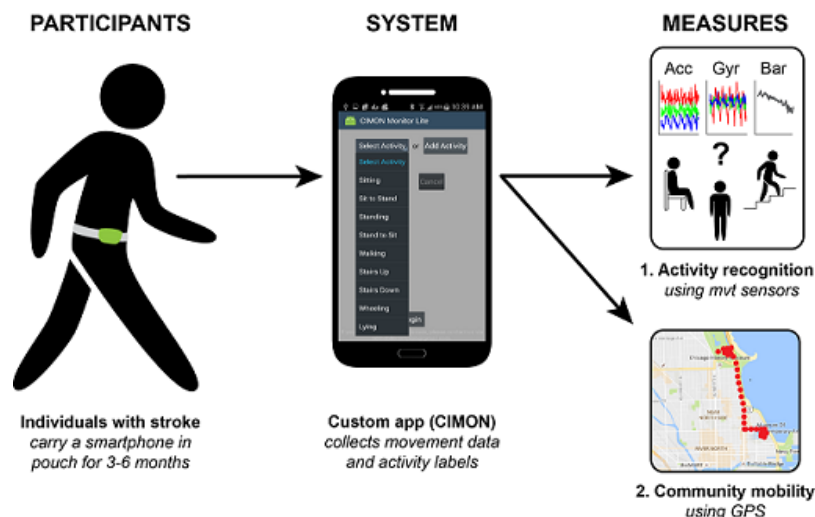 PARTICIPANTS
SYSTEM
MEASURES
10:31 AM
CIMON Monitor Lite
Select Activity or Add Activity
Select Activity
Sitting
Cancel
Sit to Stand
Standing
Stand to Sit
Walking
Stairs Up
Stairs Down
Wheeling
Lying
Acc Gyr Bar
?
1. Activity recognition
using mvt sensors
Individuals with stroke
carry a smartphone in
pouch for 3-6 months
Custom app (CIMON)
collects movement data
and activity labels
2. Community mobility
using GPS